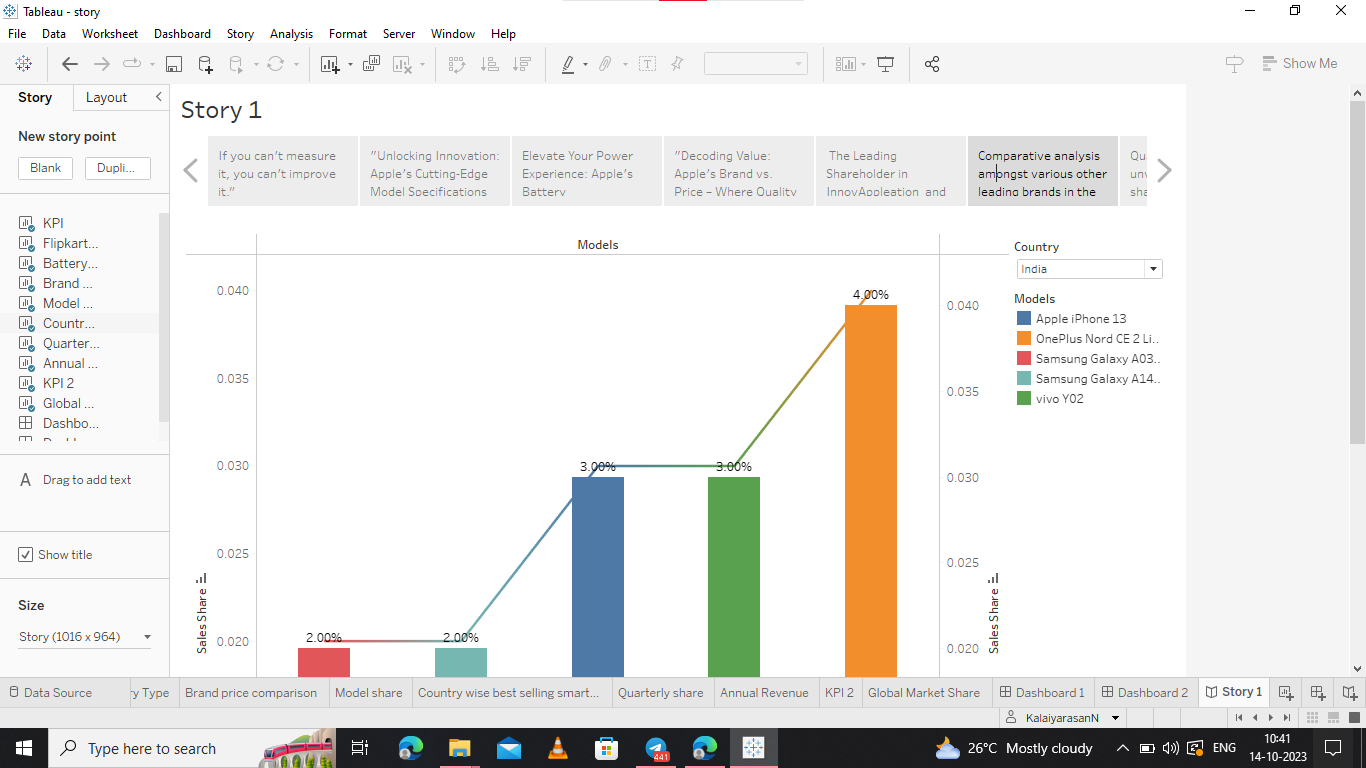 Tableau - story
File Data Worksheet Dashboard Story Analysis Format Server Window Help
Show Me
Story Layout
New story point
Blank Dupli...
KPI
Flipkart...
Battery...
Brand ...
Model ...
Countr...
Quarter...
Annual ...
KPI 2
Global ...
Dashbo...
A Drag to add text
Show title
Size
Story (1016 x 964)
Story 1
If you can't measure
it, you can't improve
it."
"Unlocking Innovation:
Apple's Cutting-Edge
Model Specifications
Elevate Your Power
Experience: Apple's
Battery
"Decoding Value:
Apple's Brand vs.
Price – Where Quality
The Leading
Shareholder in
InnovAppleation, and
Comparative analysis
amongst various other
leading brands in the
Qu
un
sha
Models
0.040
0.035
0.030
0.025
0.020
Sales Share
2.00%
2.00%
3.00%
3.00%
4.00%
0.040
0.035
0.030
0.025
0.020
Sales Share
Country
India
Models
Apple iPhone 13
OnePlus Nord CE 2 Li..
Samsung Galaxy A03..
Samsung Galaxy A14..
vivo Y02
Data Source ry Type Brand price comparison Model share Country wise best selling smart... Quarterly share Annual Revenue KPI 2 Global Market Share Dashboard 1 Dashboard 2 Story 1
KalaiyarasanN
Type here to search
441
26°C Mostly cloudy
ENG
10:41
14-10-2023